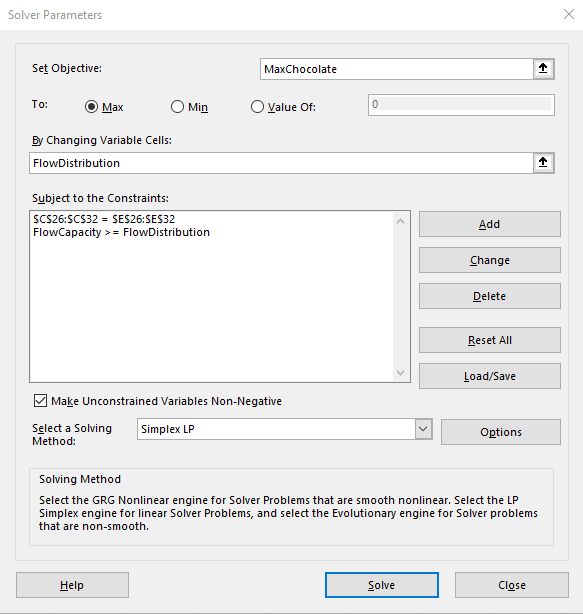 Solver Parameters
Set Objective:
MaxChocolate
To:
Max
Min
Value Of:
0
By Changing Variable Cells:
FlowDistribution
Subject to the Constraints:
$C$26:$C$32 = $E$26:$E$32
FlowCapacity >= FlowDistribution
Add
Change
Delete
Reset All
Load/Save
Make Unconstrained Variables Non-Negative
Select a Solving
Method:
Simplex LP
Options
Solving Method
Select the GRG Nonlinear engine for Solver Problems that are smooth nonlinear. Select the LP
Simplex engine for linear Solver Problems, and select the Evolutionary engine for Solver problems
that are non-smooth.
Help
Solve
Close